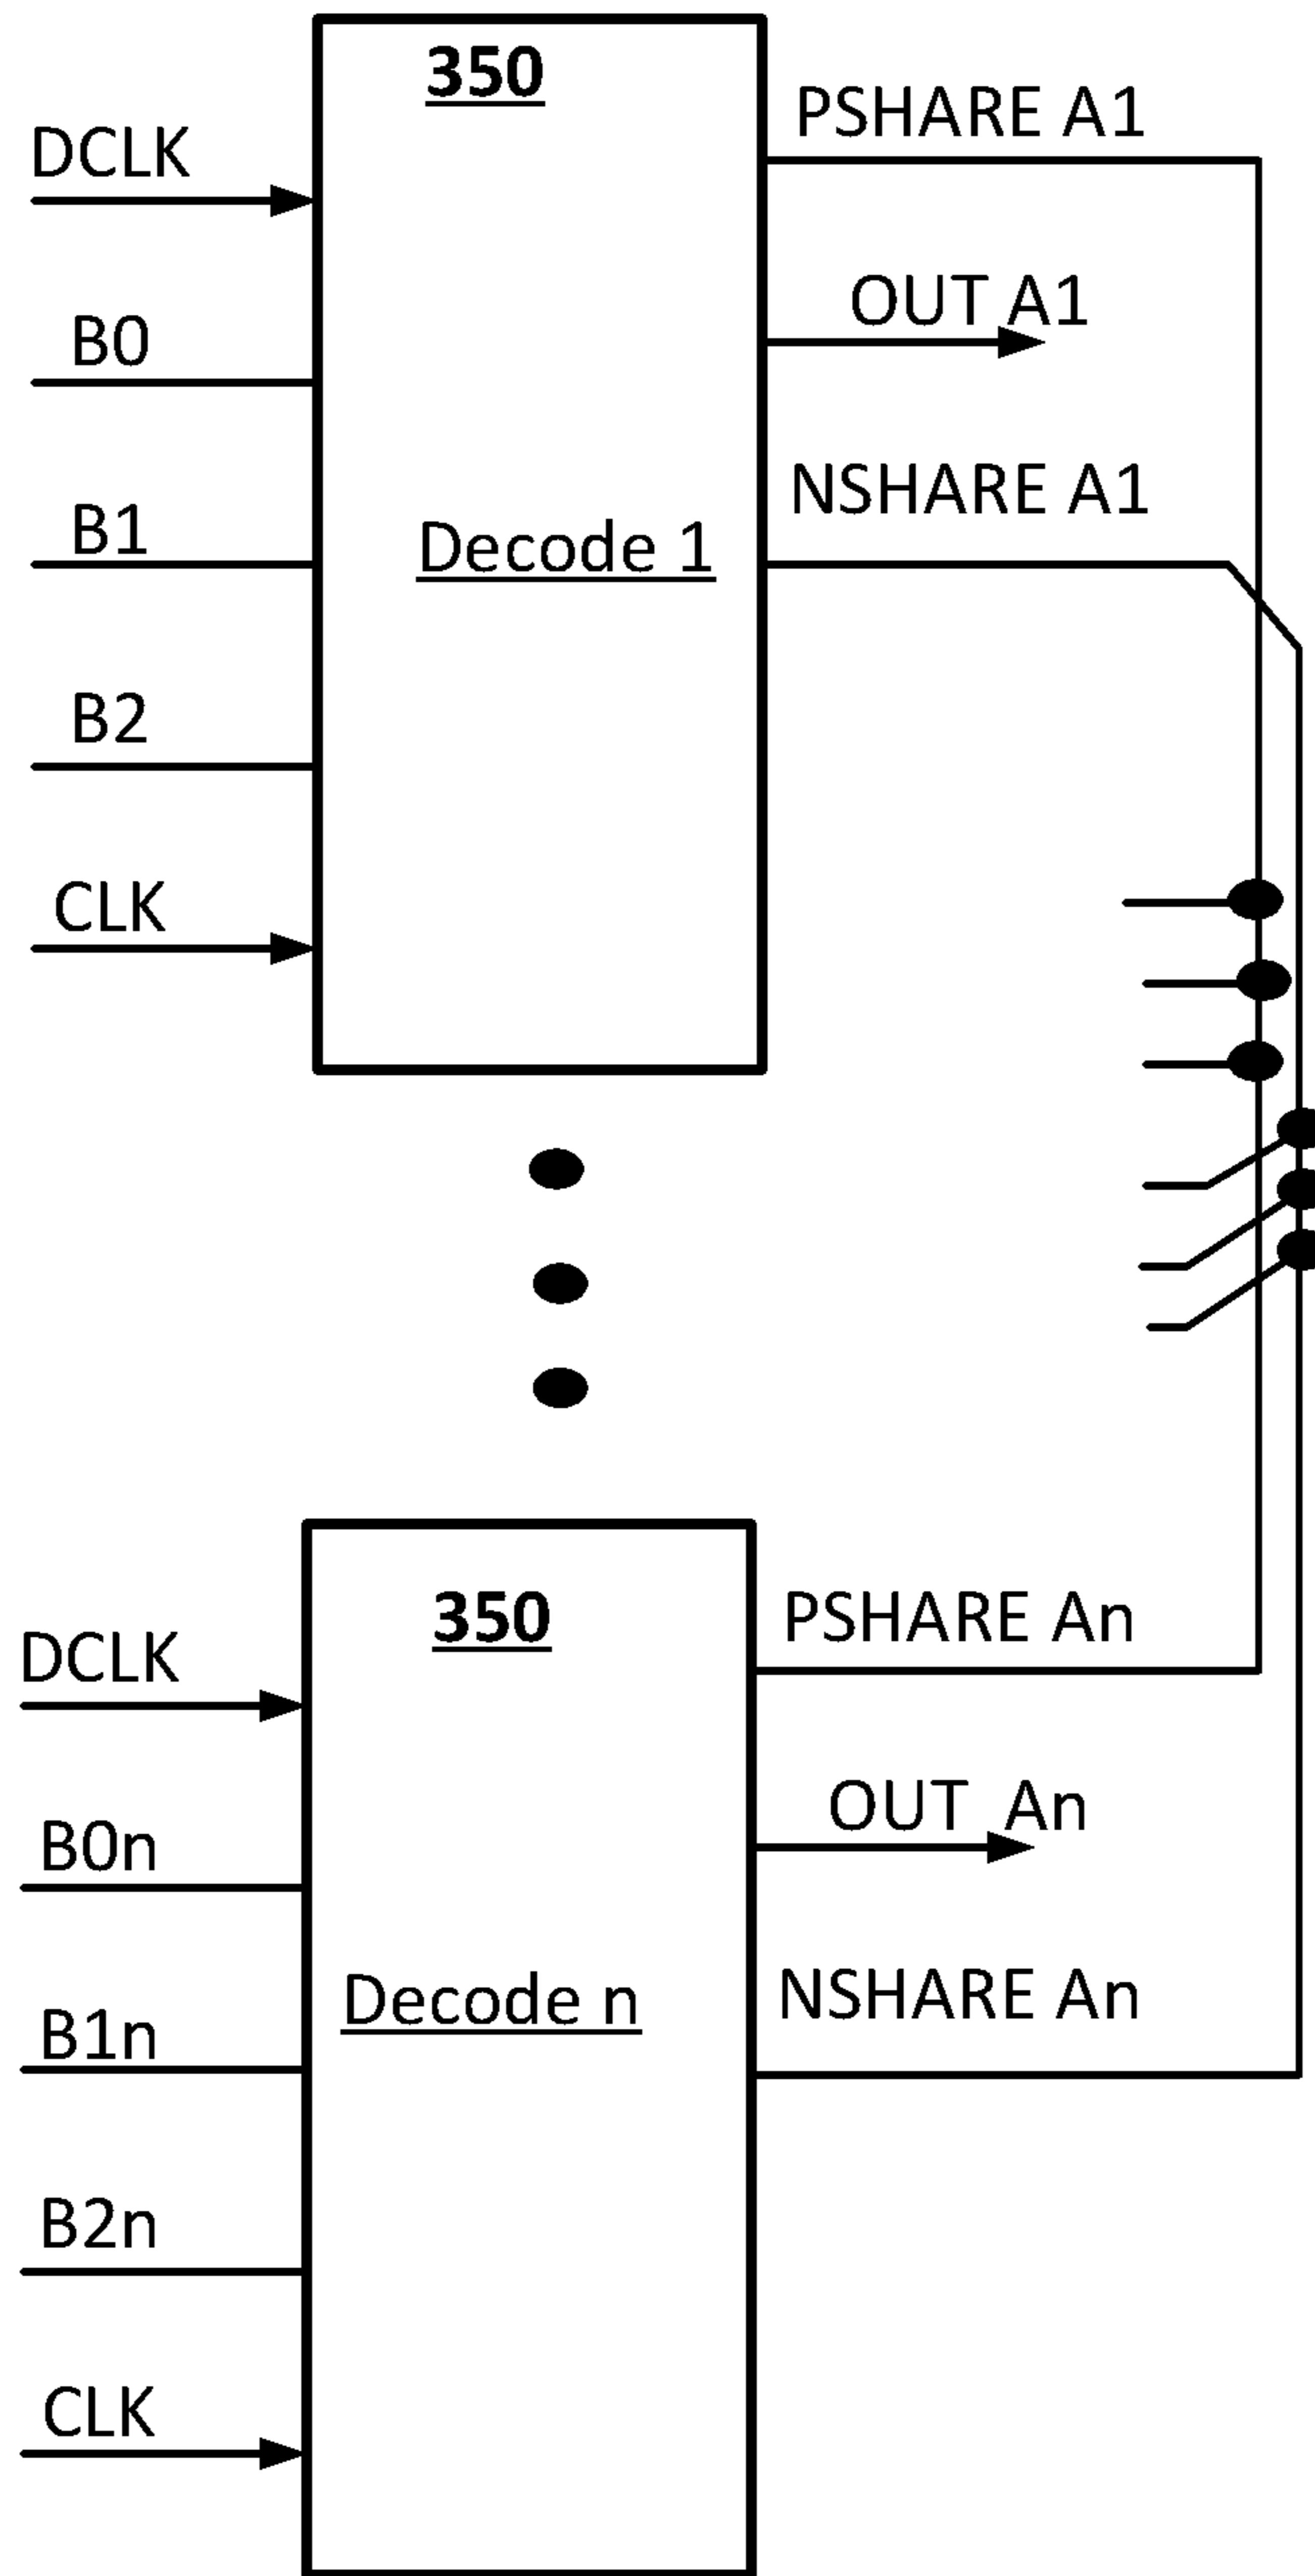 350
PSHARE A1
DCLK
OUT A1
B0
NSHARE A1
B1
Decode 1
B2
CLK
350
PSHARE An
DCLK
OUT An
B0n
NSHARE An
Decode n
B1n
B2n
CLK